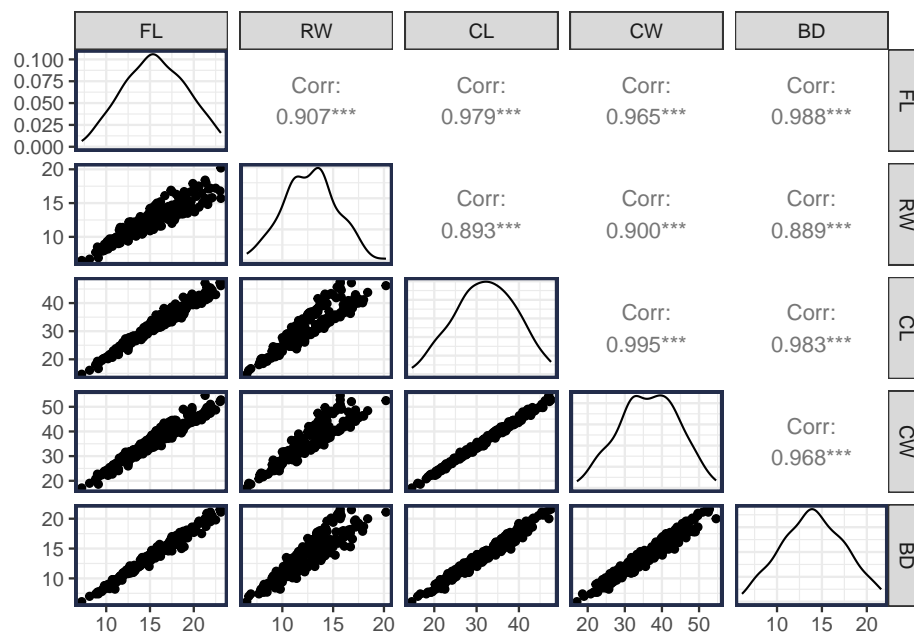 FL RW CL CW BD
0.100
0.075
0.050
0.025
0.000
Corr:
0.907***
Corr:
0.979***
Corr:
0.965***
Corr:
0.988***
FL
20
15
10
Corr:
0.893***
Corr:
0.900***
Corr:
0.889***
RW
40
30
20
Corr:
0.995***
Corr:
0.983***
CL
50
40
30
20
Corr:
0.968***
CW
20
15
10
BD
10 15 20 10 15 20 20 30 40 20 30 40 50 10 15 20